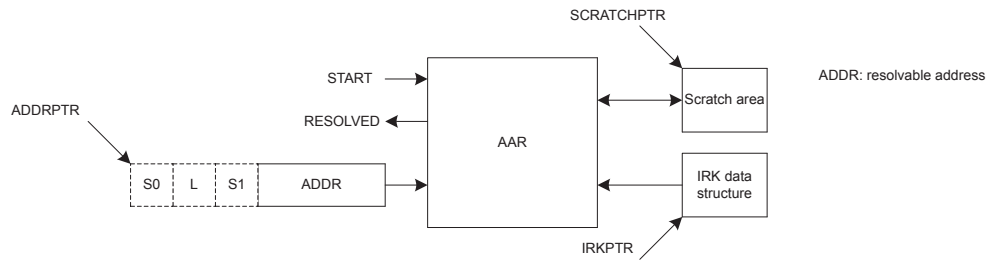 SCRATCHPTR
START
Scratch area
ADDR: resolvable address
ADDRPTR
RESOLVED
AAR
S0
L
S1
ADDR
IRK data
structure
IRKPTR